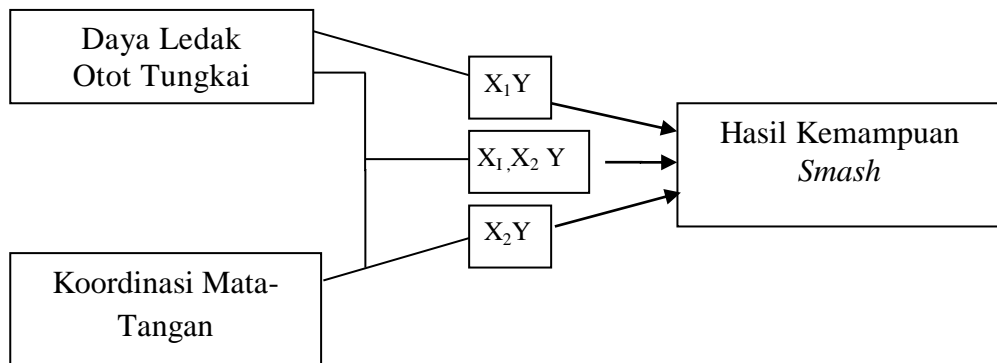 Daya Ledak
Otot Tungkai
X₁Y
X₁,X₂ Y
X₂Y
Hasil Kemampuan
Smash
Koordinasi Mata-
Tangan